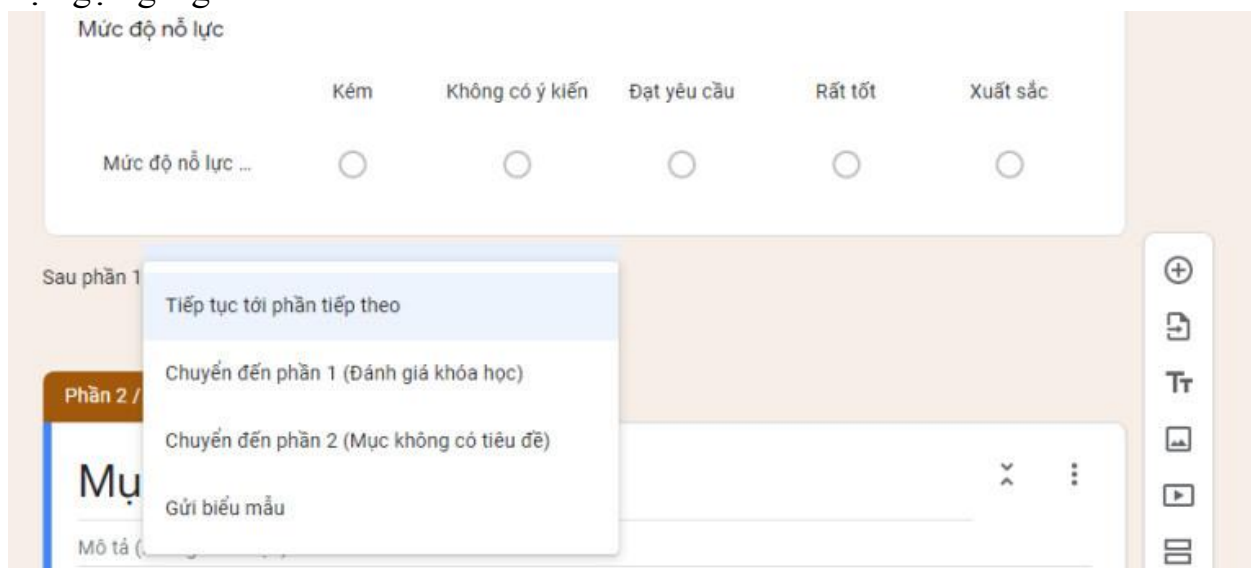 Mức độ nỗ lực
Kém Không có ý kiến Đạt yêu cầu Rất tốt Xuất sắc
Mức độ nỗ lực ...
Sau phần 1
Tiếp tục tới phần tiếp theo
Chuyển đến phần 1 (Đánh giá khóa học)
Phần 2 /
Chuyển đến phần 2 (Mục không có tiêu đề)
Mụ
Gửi biểu mẫu
Mô tả (
Tт